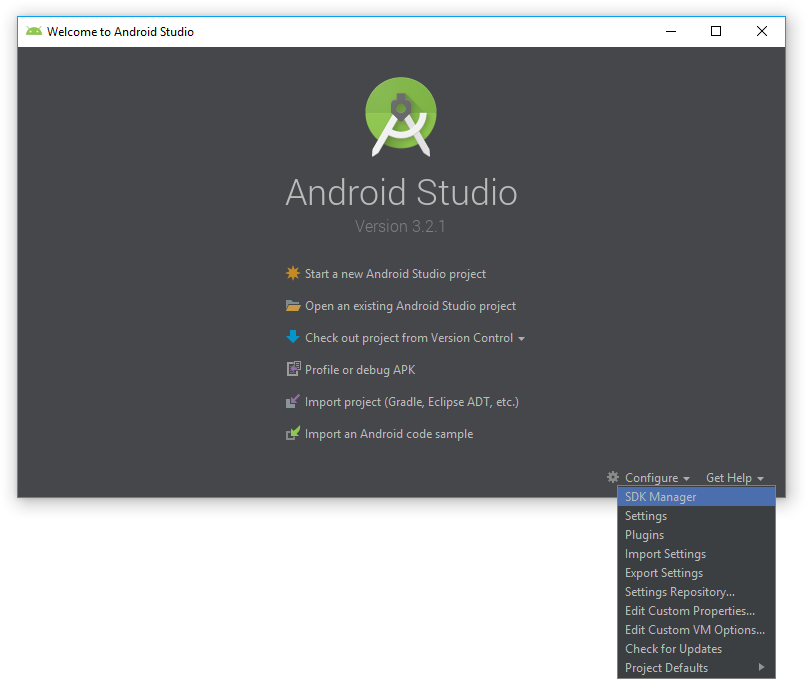 Welcome to Android Studio
Android Studio
Version 3.2.1
Start a new Android Studio project
Open an existing Android Studio project
Check out project from Version Control
Profile or debug APK
Import project (Gradle, Eclipse ADT, etc.)
Import an Android code sample
Configure Get Help
SDK Manager
Settings
Plugins
Import Settings
Export Settings
Settings Repository...
Edit Custom Properties...
Edit Custom VM Options...
Check for Updates
Project Defaults